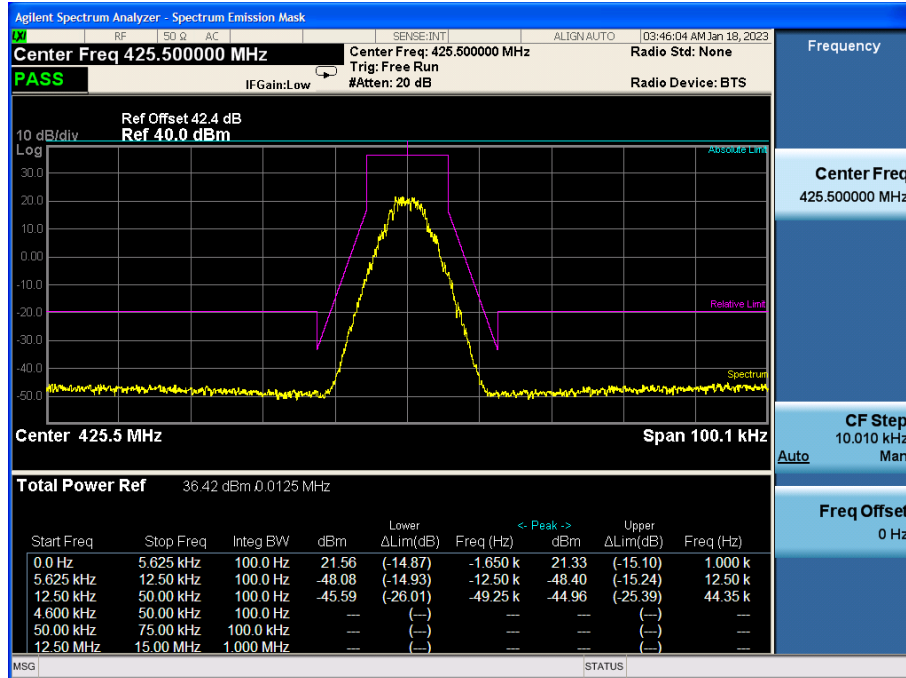 Agilent Spectrum Analyzer - Spectrum Emission Mask
LXI RF 50 Ω AC SENSE:INT ALIGN AUTO 03:46:04 AM Jan 18, 2023
Center Freq 425.500000 MHz
Center Freq: 425.500000 MHz
Radio Std: None
Trig: Free Run
PASS
IFGain:Low
#Atten: 20 dB
Radio Device: BTS
Ref Offset 42.4 dB
10 dB/div Ref 40.0 dBm
Log
Absolute Limit
30.0
20.0
10.0
0.00
-10.0
-20.0
Relative Limit
-30.0
-40.0
Spectrum
-50.0
Center 425.5 MHz Span 100.1 kHz
Total Power Ref 36.42 dBm / 0.0125 MHz
Lower <- Peak -> Upper
Start Freq Stop Freq Integ BW dBm ΔLim(dB) Freq (Hz) dBm ΔLim(dB) Freq (Hz)
0.0 Hz 5.625 kHz 100.0 Hz 21.56 (-14.87) -1.650 k 21.33 (-15.10) 1.000 k
5.625 kHz 12.50 kHz 100.0 Hz -48.08 (-14.93) -12.50 k -48.40 (-15.24) 12.50 k
12.50 kHz 50.00 kHz 100.0 Hz -45.59 (-26.01) -49.25 k -44.96 (-25.39) 44.35 k
4.600 kHz 50.00 kHz 100.0 Hz --- (---) --- --- (---) ---
50.00 kHz 75.00 kHz 100.0 kHz --- (---) --- --- (---) ---
12.50 MHz 15.00 MHz 1.000 MHz --- (---) --- --- (---) ---
MSG STATUS
Frequency
Center Freq
425.500000 MHz
CF Step
10.010 kHz
Auto Man
Freq Offset
0 Hz